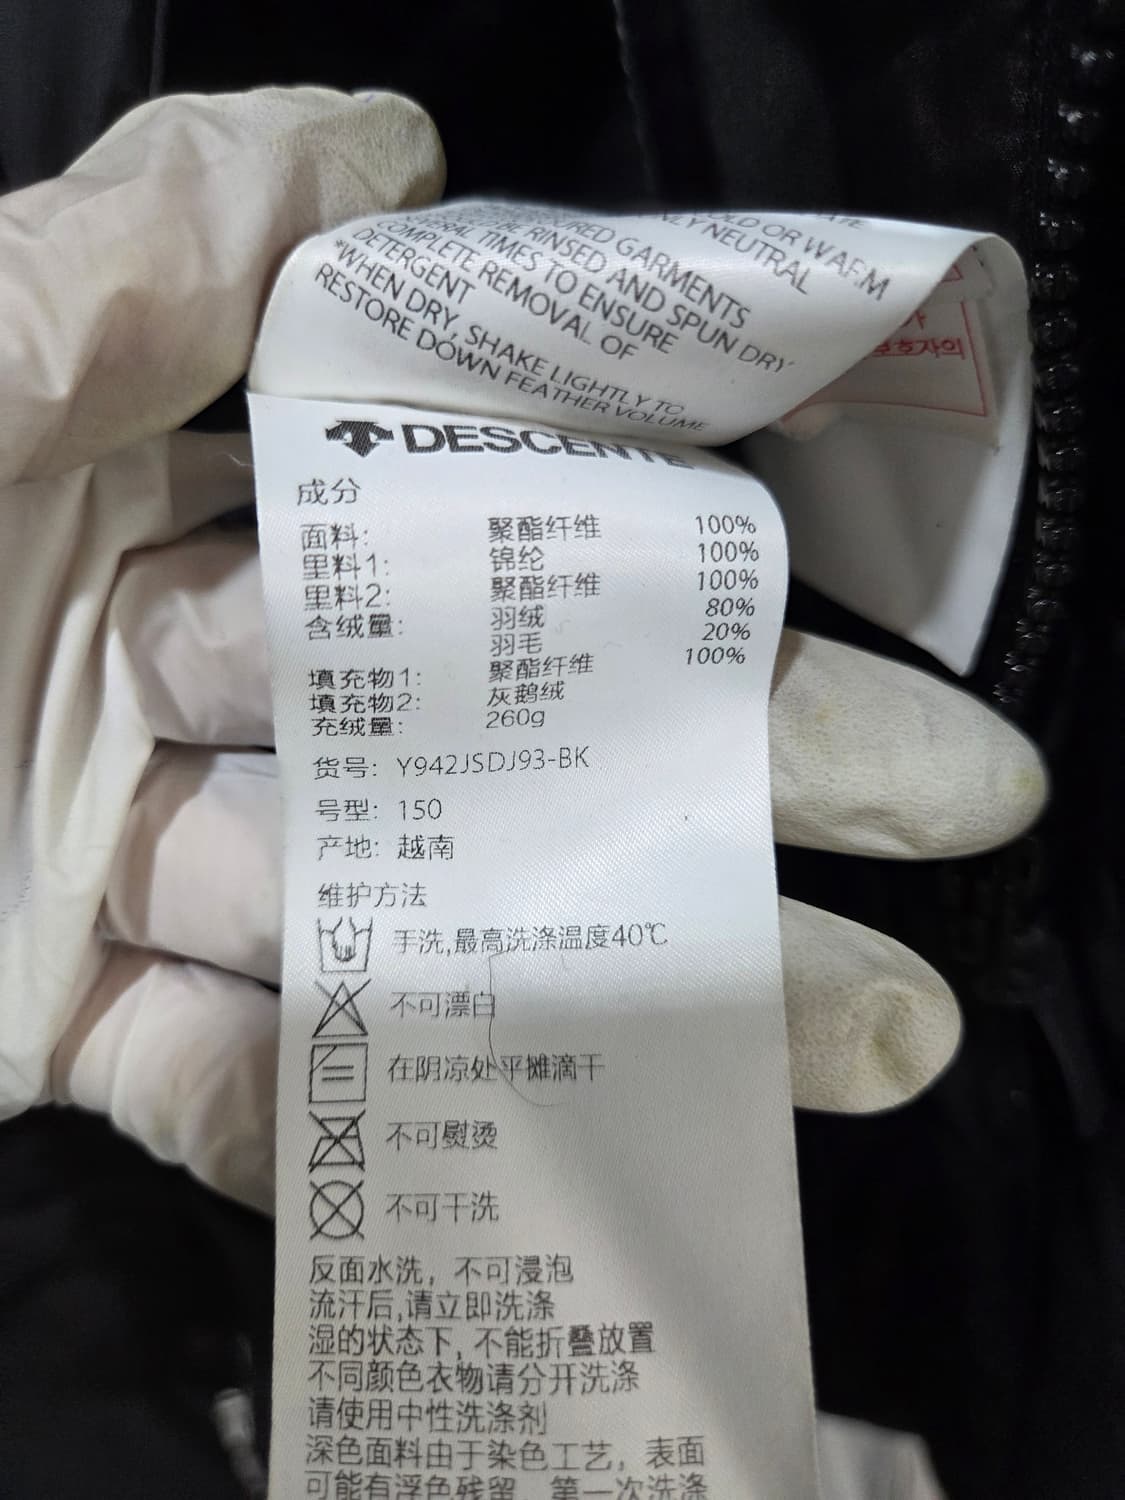 COLD OR WARM
ONLY NEUTRAL
GARMENTS
BE RINSED AND SPUN DRY
SEVERAL TIMES TO ENSURE
COMPLETE REMOVAL OF
DETERGENT
*WHEN DRY, SHAKE LIGHTLY TO
RESTORE DOWN FEATHER VOLUME
보호자의
DESCENTE
成分
面料: 聚酯纤维 100%
里料1: 锦纶 100%
里料2: 聚酯纤维 100%
含绒量: 羽绒 80%
羽毛 20%
填充物1: 聚酯纤维 100%
填充物2: 灰鹅绒
充绒量: 260g
货号: Y942JSDJ93-BK
号型: 150
产地: 越南
维护方法
手洗,最高洗涤温度40℃
不可漂白
在阴凉处平摊滴干
不可熨烫
不可干洗
反面水洗，不可浸泡
流汗后,请立即洗涤
湿的状态下, 不能折叠放置
不同颜色衣物请分开洗涤
请使用中性洗涤剂
深色面料由于染色工艺，表面
可能有浮色残留，第一次洗涤